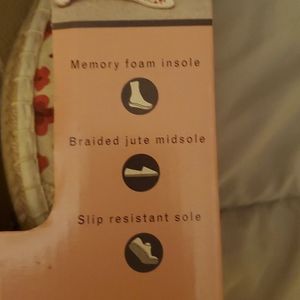 Memory foam insole
Braided jute midsole
Slip resistant sole